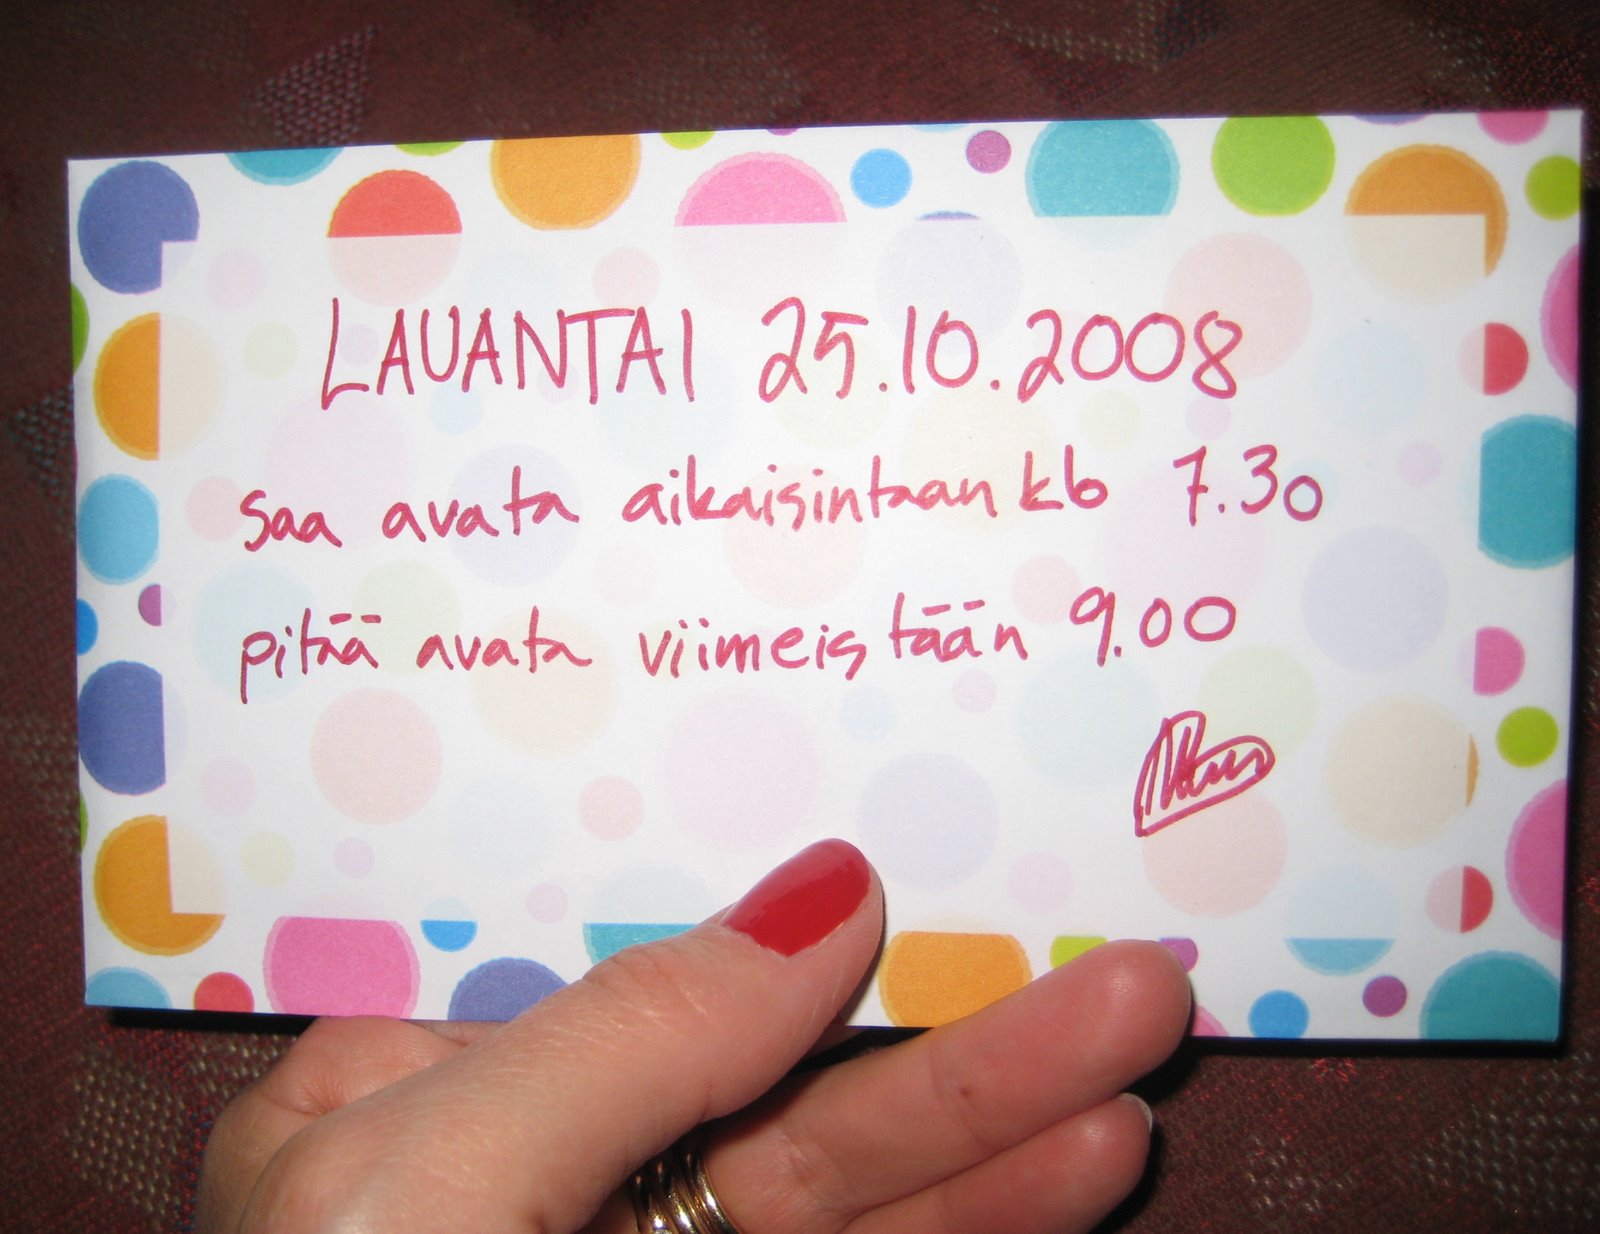 LAUANTAI 25.10.2008
saa avata aikaisintaan klo 7.30
pitää avata viimeistään 9.00